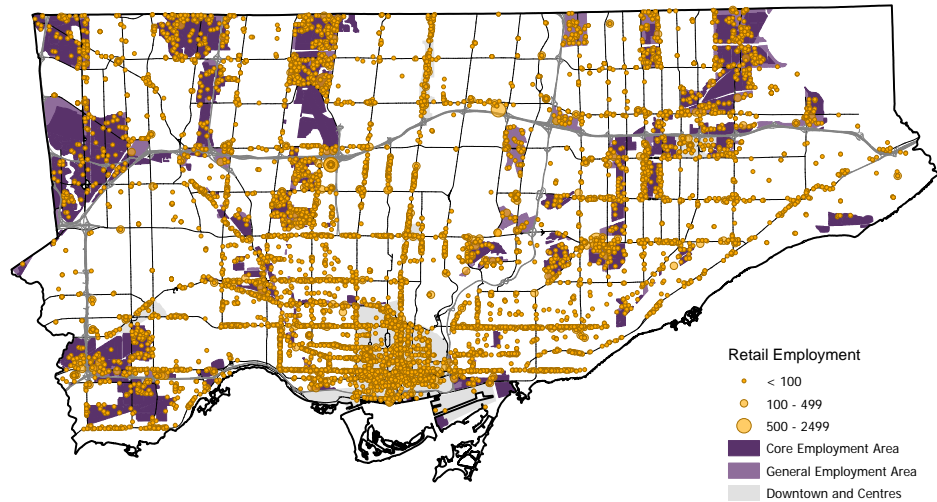 Retail Employment
< 100
100 - 499
500 - 2499
Core Employment Area
General Employment Area
Downtown and Centres